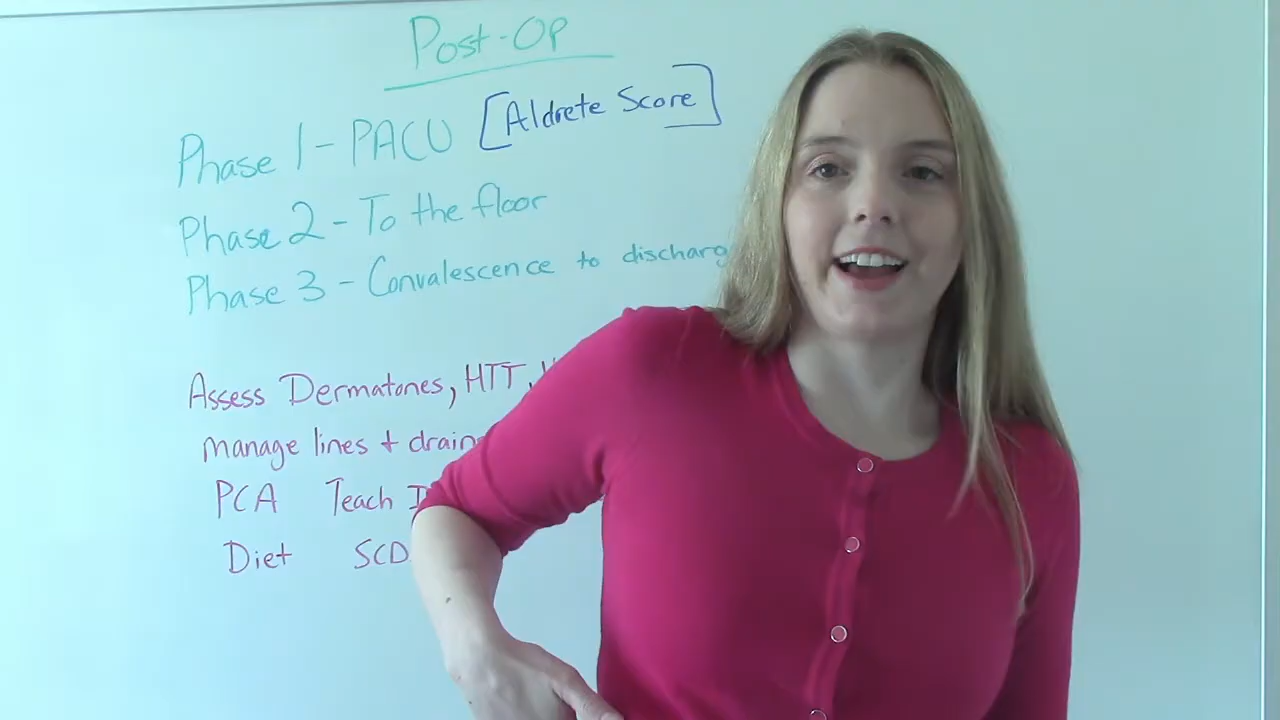 Post-Op
Phase 1 - PACU [Aldrete Score]
Phase 2 - To the floor
Phase 3 - Convalescence to discharg
Assess Dermatones, HTT,
manage lines + drain
PCA Teach
Diet SCD